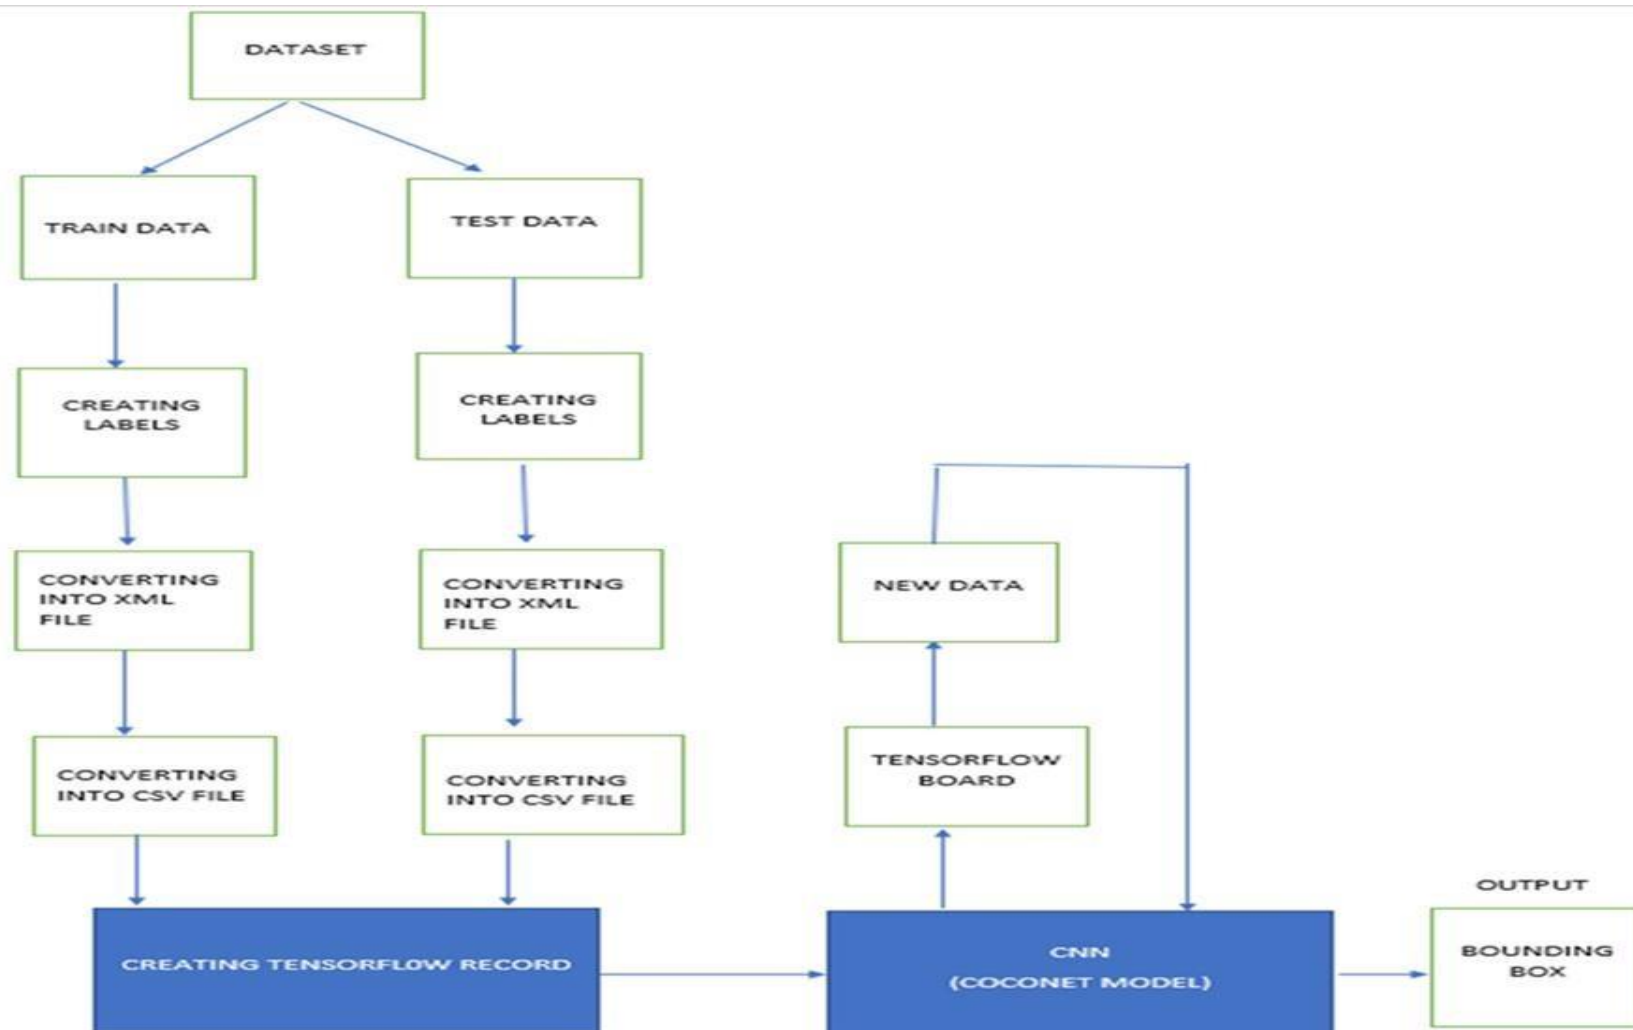 DATASET
TRAIN DATA
TEST DATA
CREATING
LABELS
CREATING
LABELS
CONVERTING
INTO XML
FILE
CONVERTING
INTO XML
FILE
NEW DATA
CONVERTING
INTO CSV FILE
CONVERTING
INTO CSV FILE
TENSORFLOW
BOARD
CREATING TENSORFL0W RECORD
CNN
(COCONET MODEL)
OUTPUT
BOUNDING
BOX